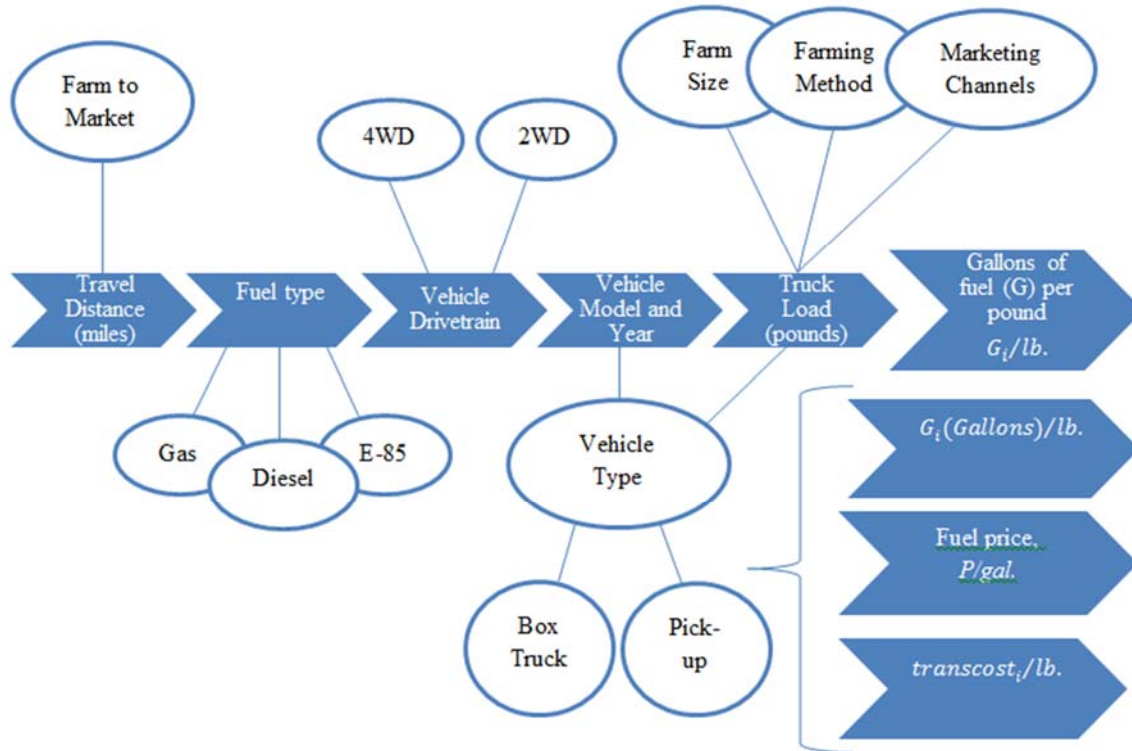 Farm to
Market
4WD
2WD
Farm
Size
Farming
Method
Marketing
Channels
Travel
Distance
(miles)
Fuel type
Vehicle
Drivetrain
Vehicle
Model and
Year
Truck
Load
(pounds)
Gallons of
fuel (G) per
pound
G_i/lb.
Gas
Diesel
E-85
Vehicle
Type
Box
Truck
Pick-
up
G_i(Gallons)/lb.
Fuel price,
P/gal.
transcost_i/lb.